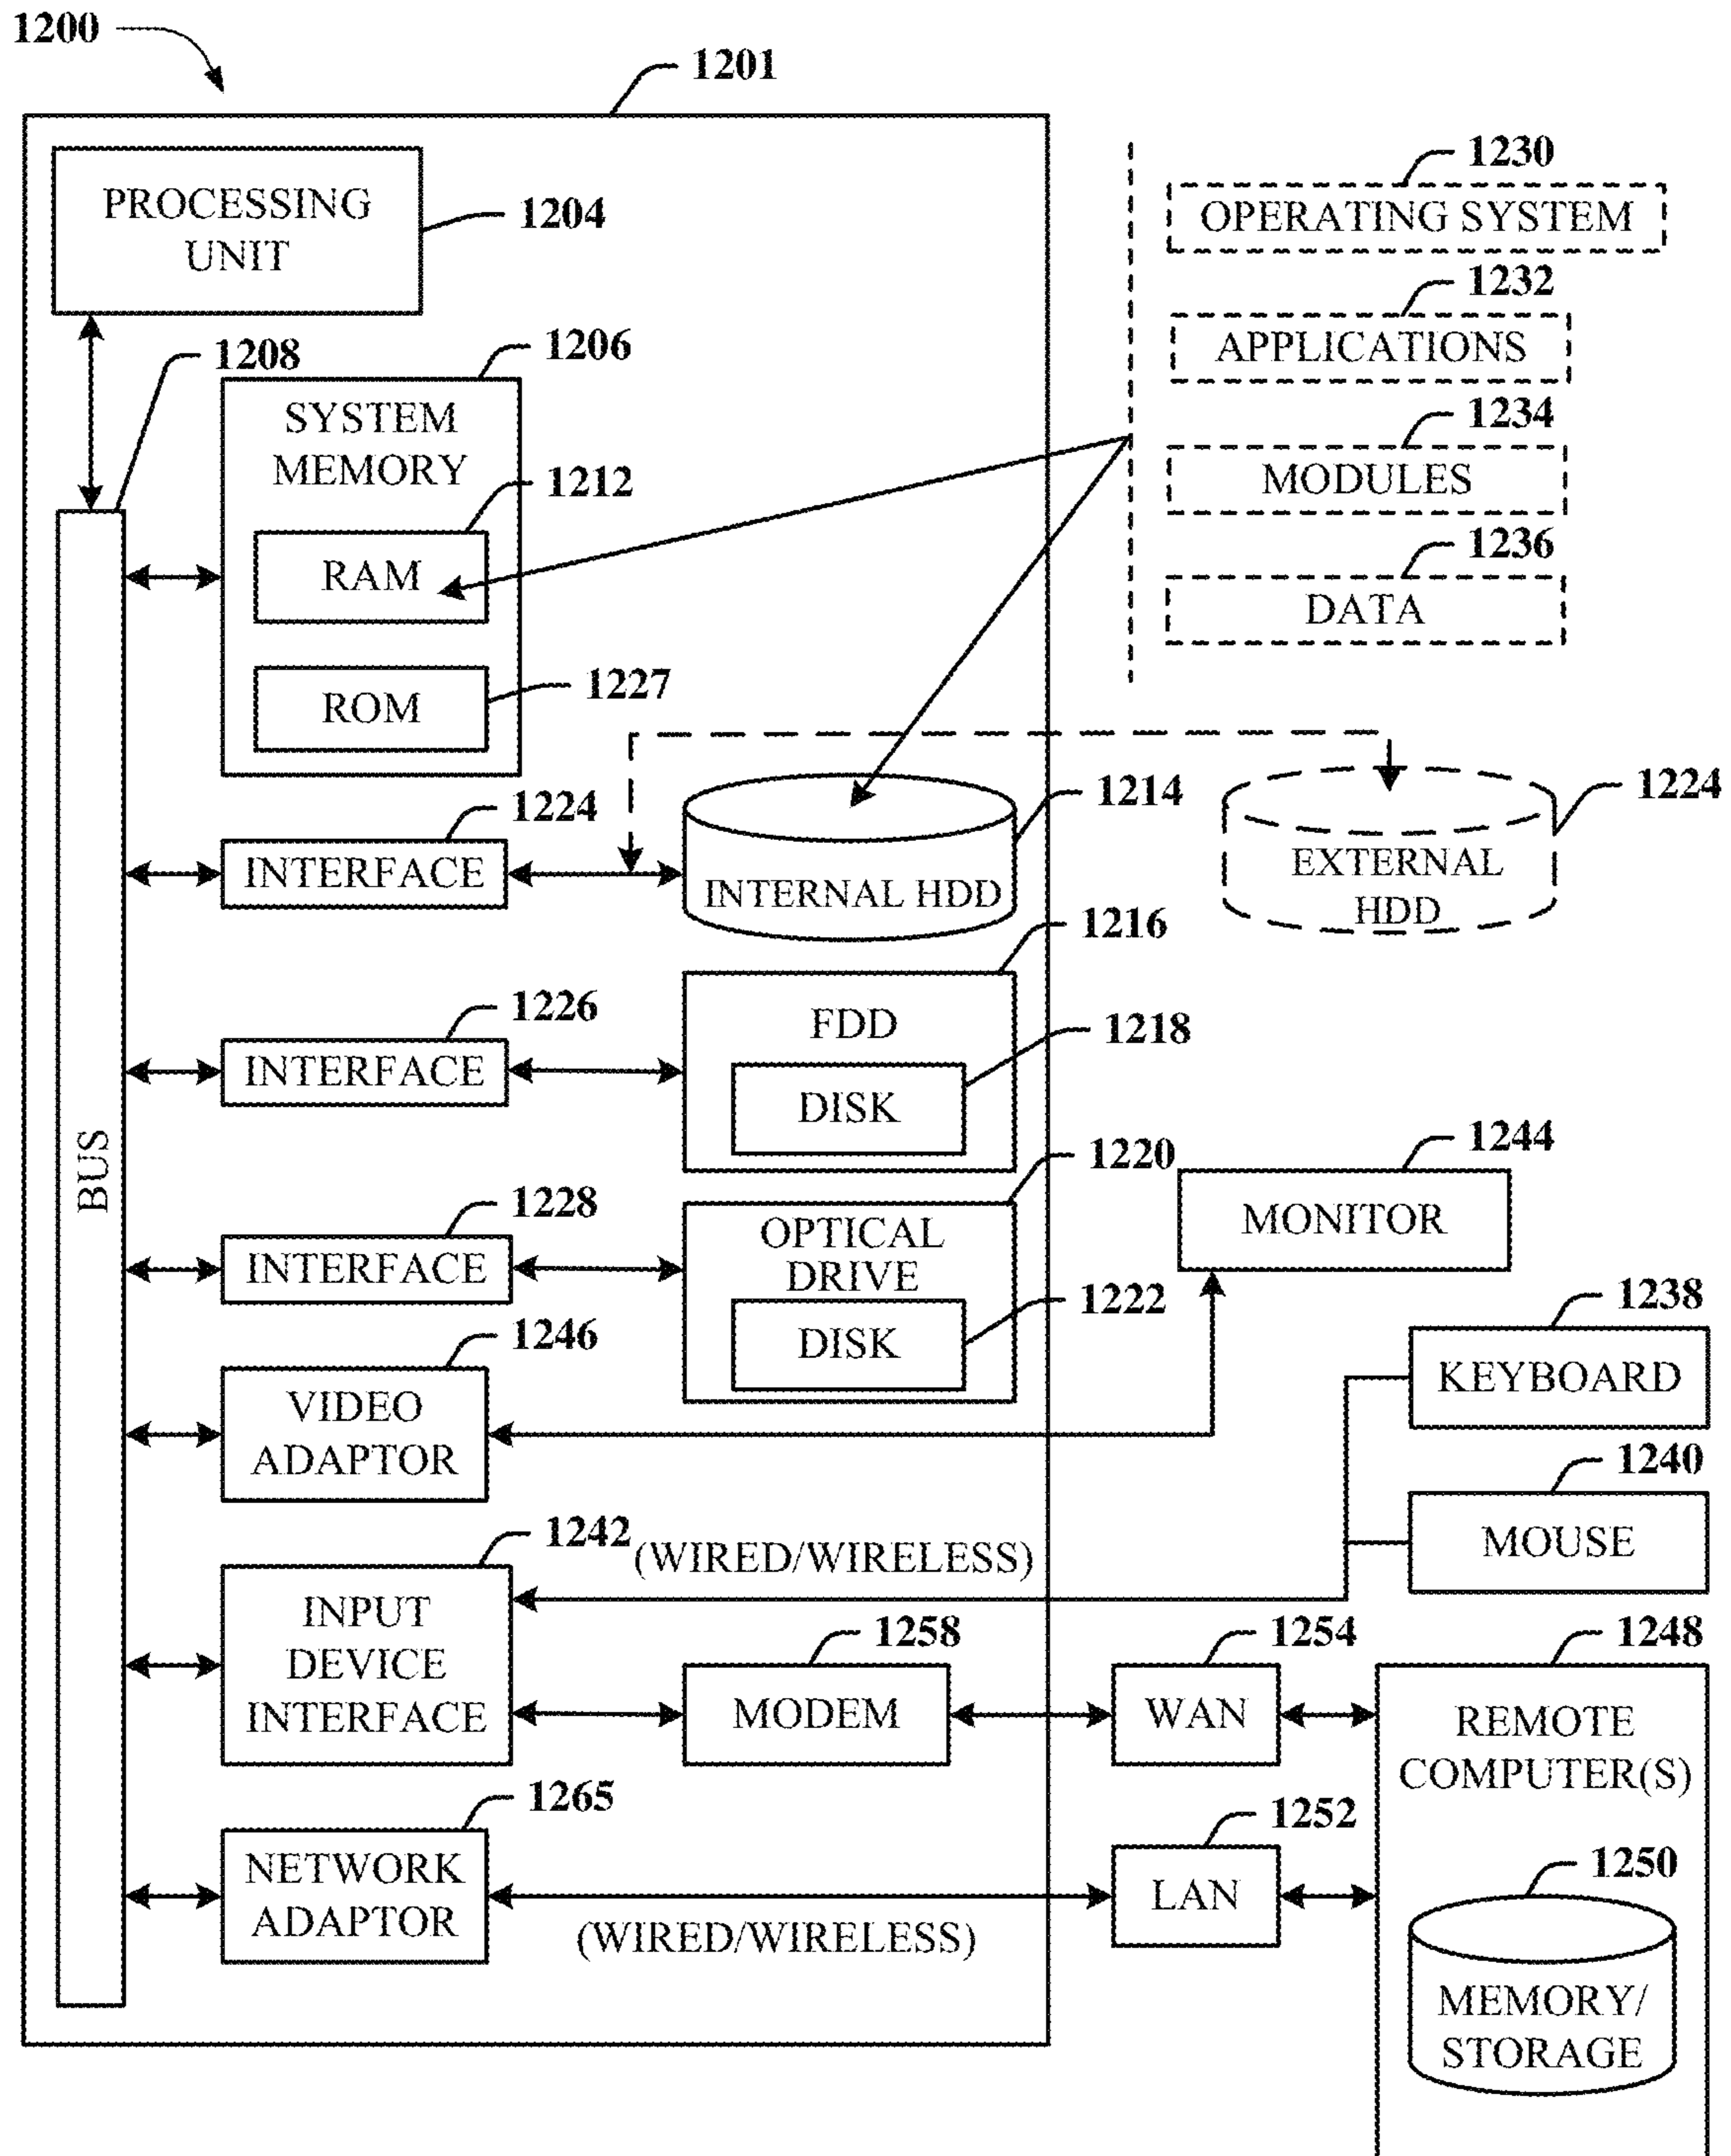 1200
1201
PROCESSING
UNIT
1204
1230
OPERATING SYSTEM
1232
APPLICATIONS
1234
MODULES
1236
DATA
1208
1206
SYSTEM
MEMORY
1212
RAM
1227
ROM
1224
INTERFACE
1214
INTERNAL HDD
1224
EXTERNAL
HDD
1216
FDD
1226
INTERFACE
1218
DISK
BUS
1220
OPTICAL
DRIVE
1228
INTERFACE
1222
DISK
1244
MONITOR
1246
VIDEO
ADAPTOR
1238
KEYBOARD
1240
MOUSE
1242
(WIRED/WIRELESS)
INPUT
DEVICE
INTERFACE
1258
MODEM
1254
WAN
1248
REMOTE
COMPUTER(S)
1265
NETWORK
ADAPTOR
(WIRED/WIRELESS)
1252
LAN
1250
MEMORY/
STORAGE